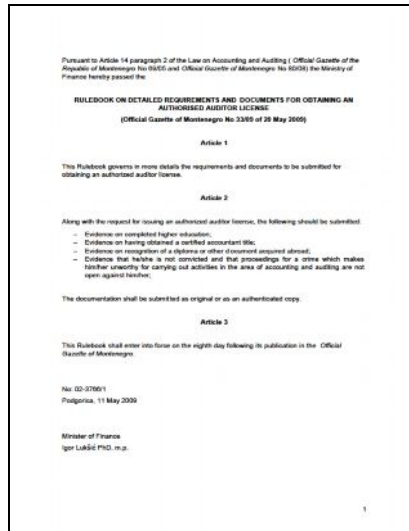 Pursuant to Article 14 paragraph 2 of the Law on Accounting and Auditing ( Official Gazette of the
Republic of Montenegro No 69/05 and Official Gazette of Montenegro No 80/08) the Ministry of
Finance hereby passed the
RULEBOOK ON DETAILED REQUIREMENTS AND DOCUMENTS FOR OBTAINING AN
AUTHORISED AUDITOR LICENSE
(Official Gazette of Montenegro No 33/09 of 20 May 2009)
Article 1
This Rulebook governs in more details the requirements and documents to be submitted for
obtaining an authorized auditor license.
Article 2
Along with the request for issuing an authorized auditor license, the following should be submitted:
– Evidence on completed higher education;
– Evidence on having obtained a certified accountant title;
– Evidence on recognition of a diploma or other document acquired abroad;
– Evidence that he/she is not convicted and that proceedings for a crime which makes
him/her unworthy for carrying out activities in the area of accounting and auditing are not
open against him/her;
The documentation shall be submitted as original or as an authenticated copy.
Article 3
This Rulebook shall enter into force on the eighth day following its publication in the Official
Gazette of Montenegro.
No: 02-3766/1
Podgorica, 11 May 2009
Minister of Finance
Igor Lukšić PhD, m.p.
1